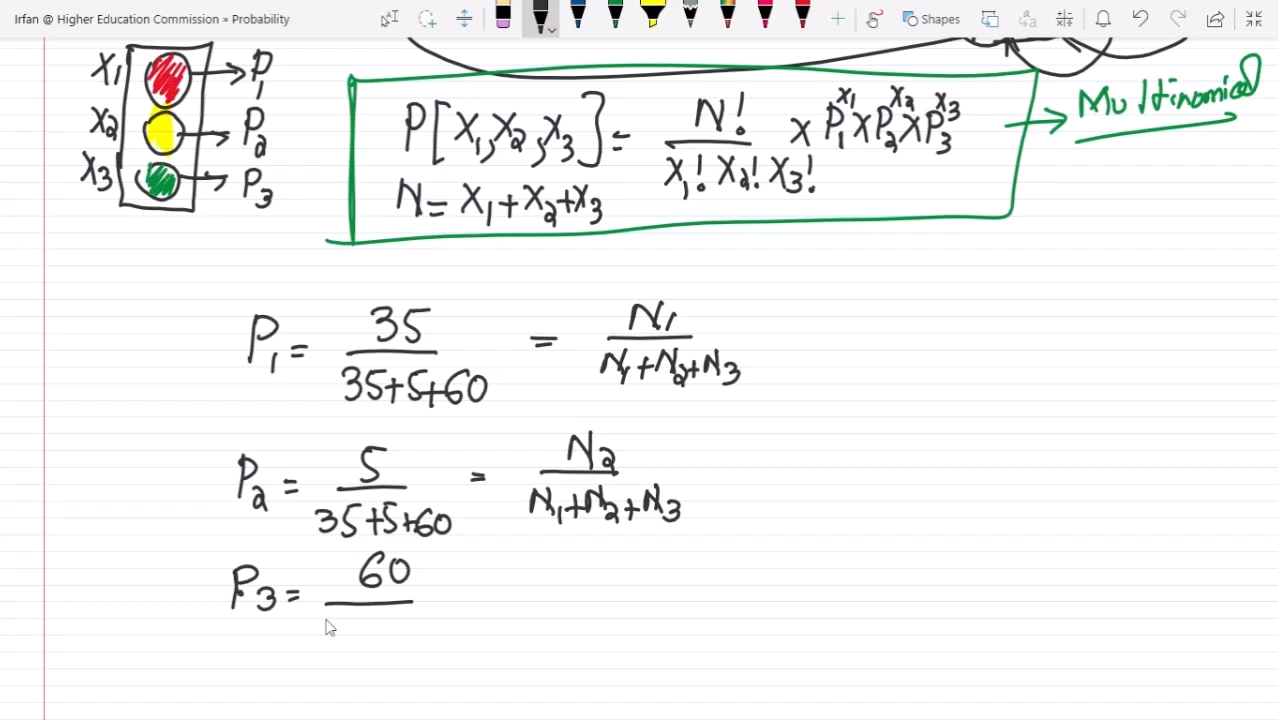 Irfan @ Higher Education Commission » Probability
Shapes
X1 → P1
X2 → P2
X3 → P3
P[X1,X2,X3] = N! / X1! X2! X3! × P1^X1 × P2^X2 × P3^X3 → Multinomical
N = X1 + X2 + X3
P1 = 35 / 35+5+60 = N1 / N1+N2+N3
P2 = 5 / 35+5+60 = N2 / N1+N2+N3
P3 = 60